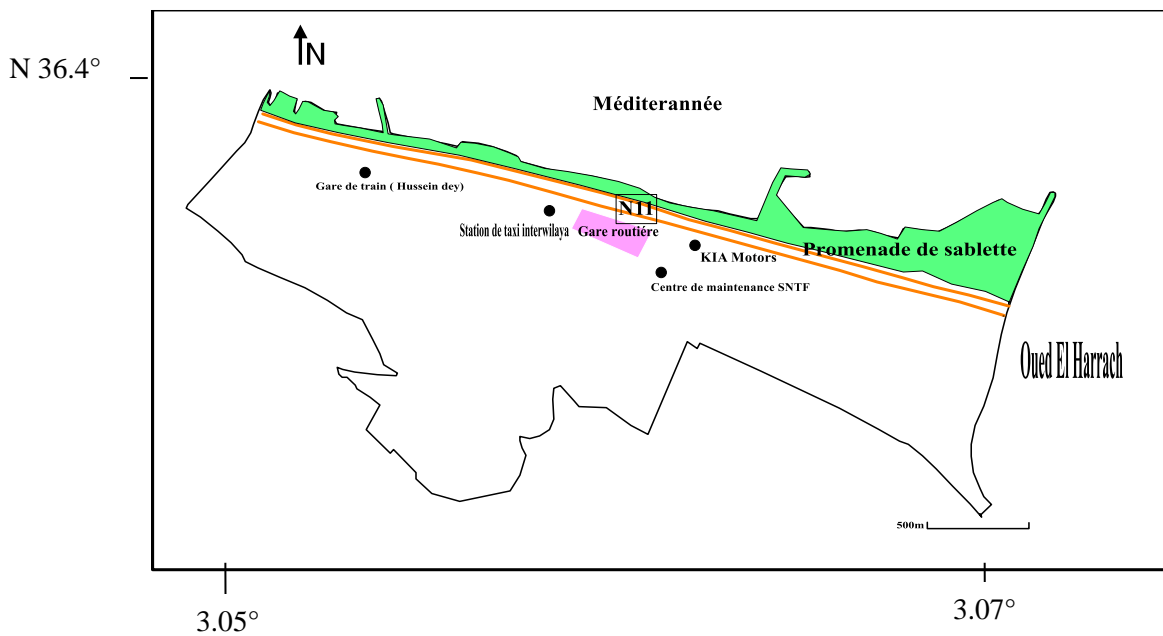 N
N 36.4°
Méditerannée
Gare de train ( Hussein dey)
N11
Station de taxi interwilaya
Gare routiére
Promenade de sablette
KIA Motors
Centre de maintenance SNTF
Oued El Harrach
500m
3.05°
3.07°